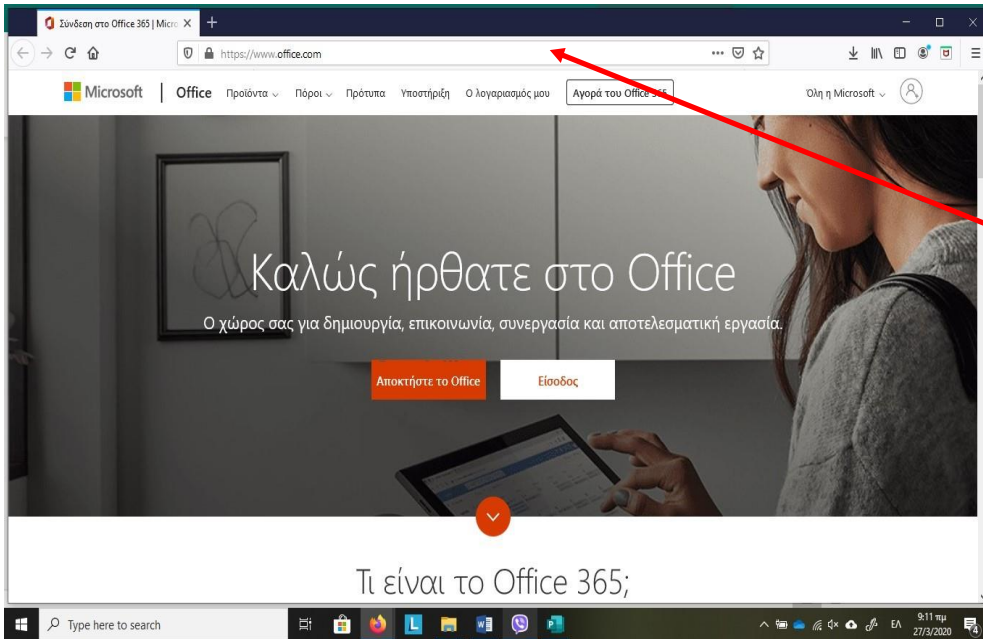 Σύνδεση στο Office 365 | Micro
https://www.office.com
Microsoft | Office Προϊόντα Πόροι Πρότυπα Υποστήριξη Ο λογαριασμός μου Αγορά του Office 365 Όλη η Microsoft
Καλώς ήρθατε στο Office
Ο χώρος σας για δημιουργία, επικοινωνία, συνεργασία και αποτελεσματική εργασία.
Αποκτήστε το Office Είσοδος
Τι είναι το Office 365;
Type here to search
ΕΛ
9:11 πμ
27/3/2020
4